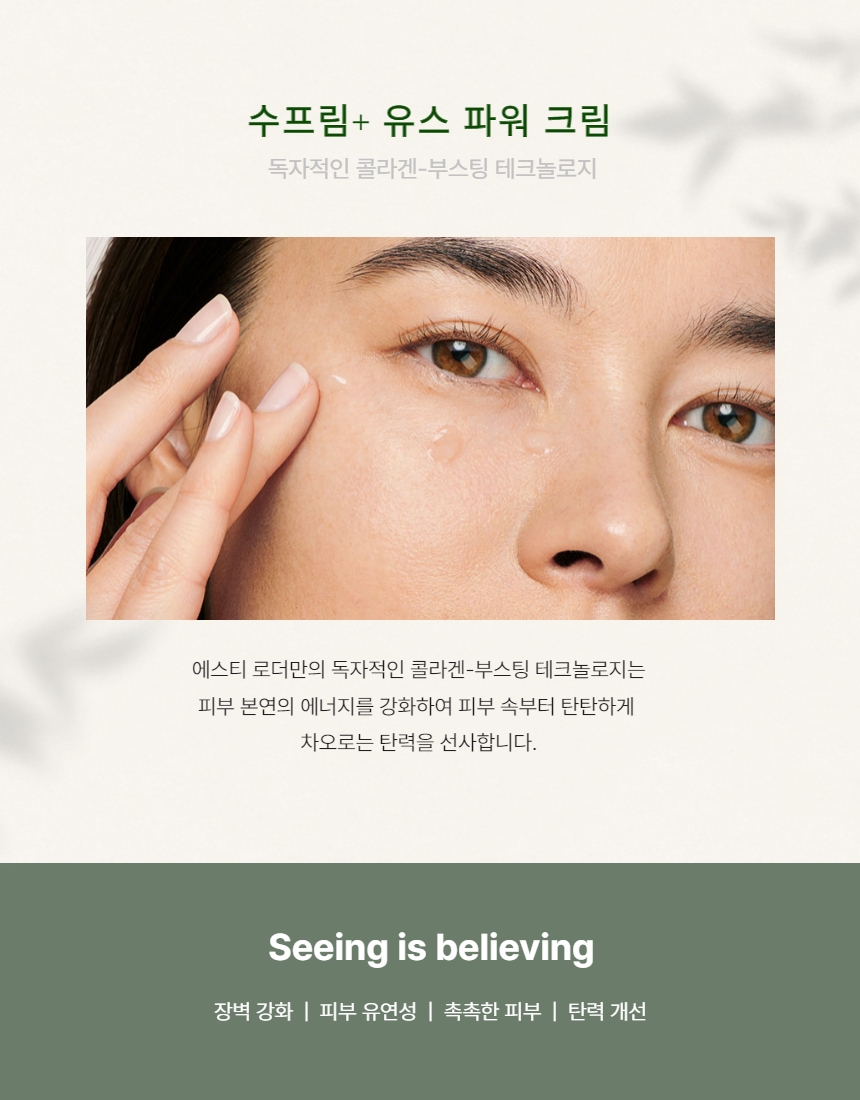 수프림+ 유스 파워 크림
독자적인 콜라겐-부스팅 테크놀로지
에스티 로더만의 독자적인 콜라겐-부스팅 테크놀로지는
피부 본연의 에너지를 강화하여 피부 속부터 탄탄하게
차오로는 탄력을 선사합니다.
Seeing is believing
장벽 강화 | 피부 유연성 | 촉촉한 피부 | 탄력 개선